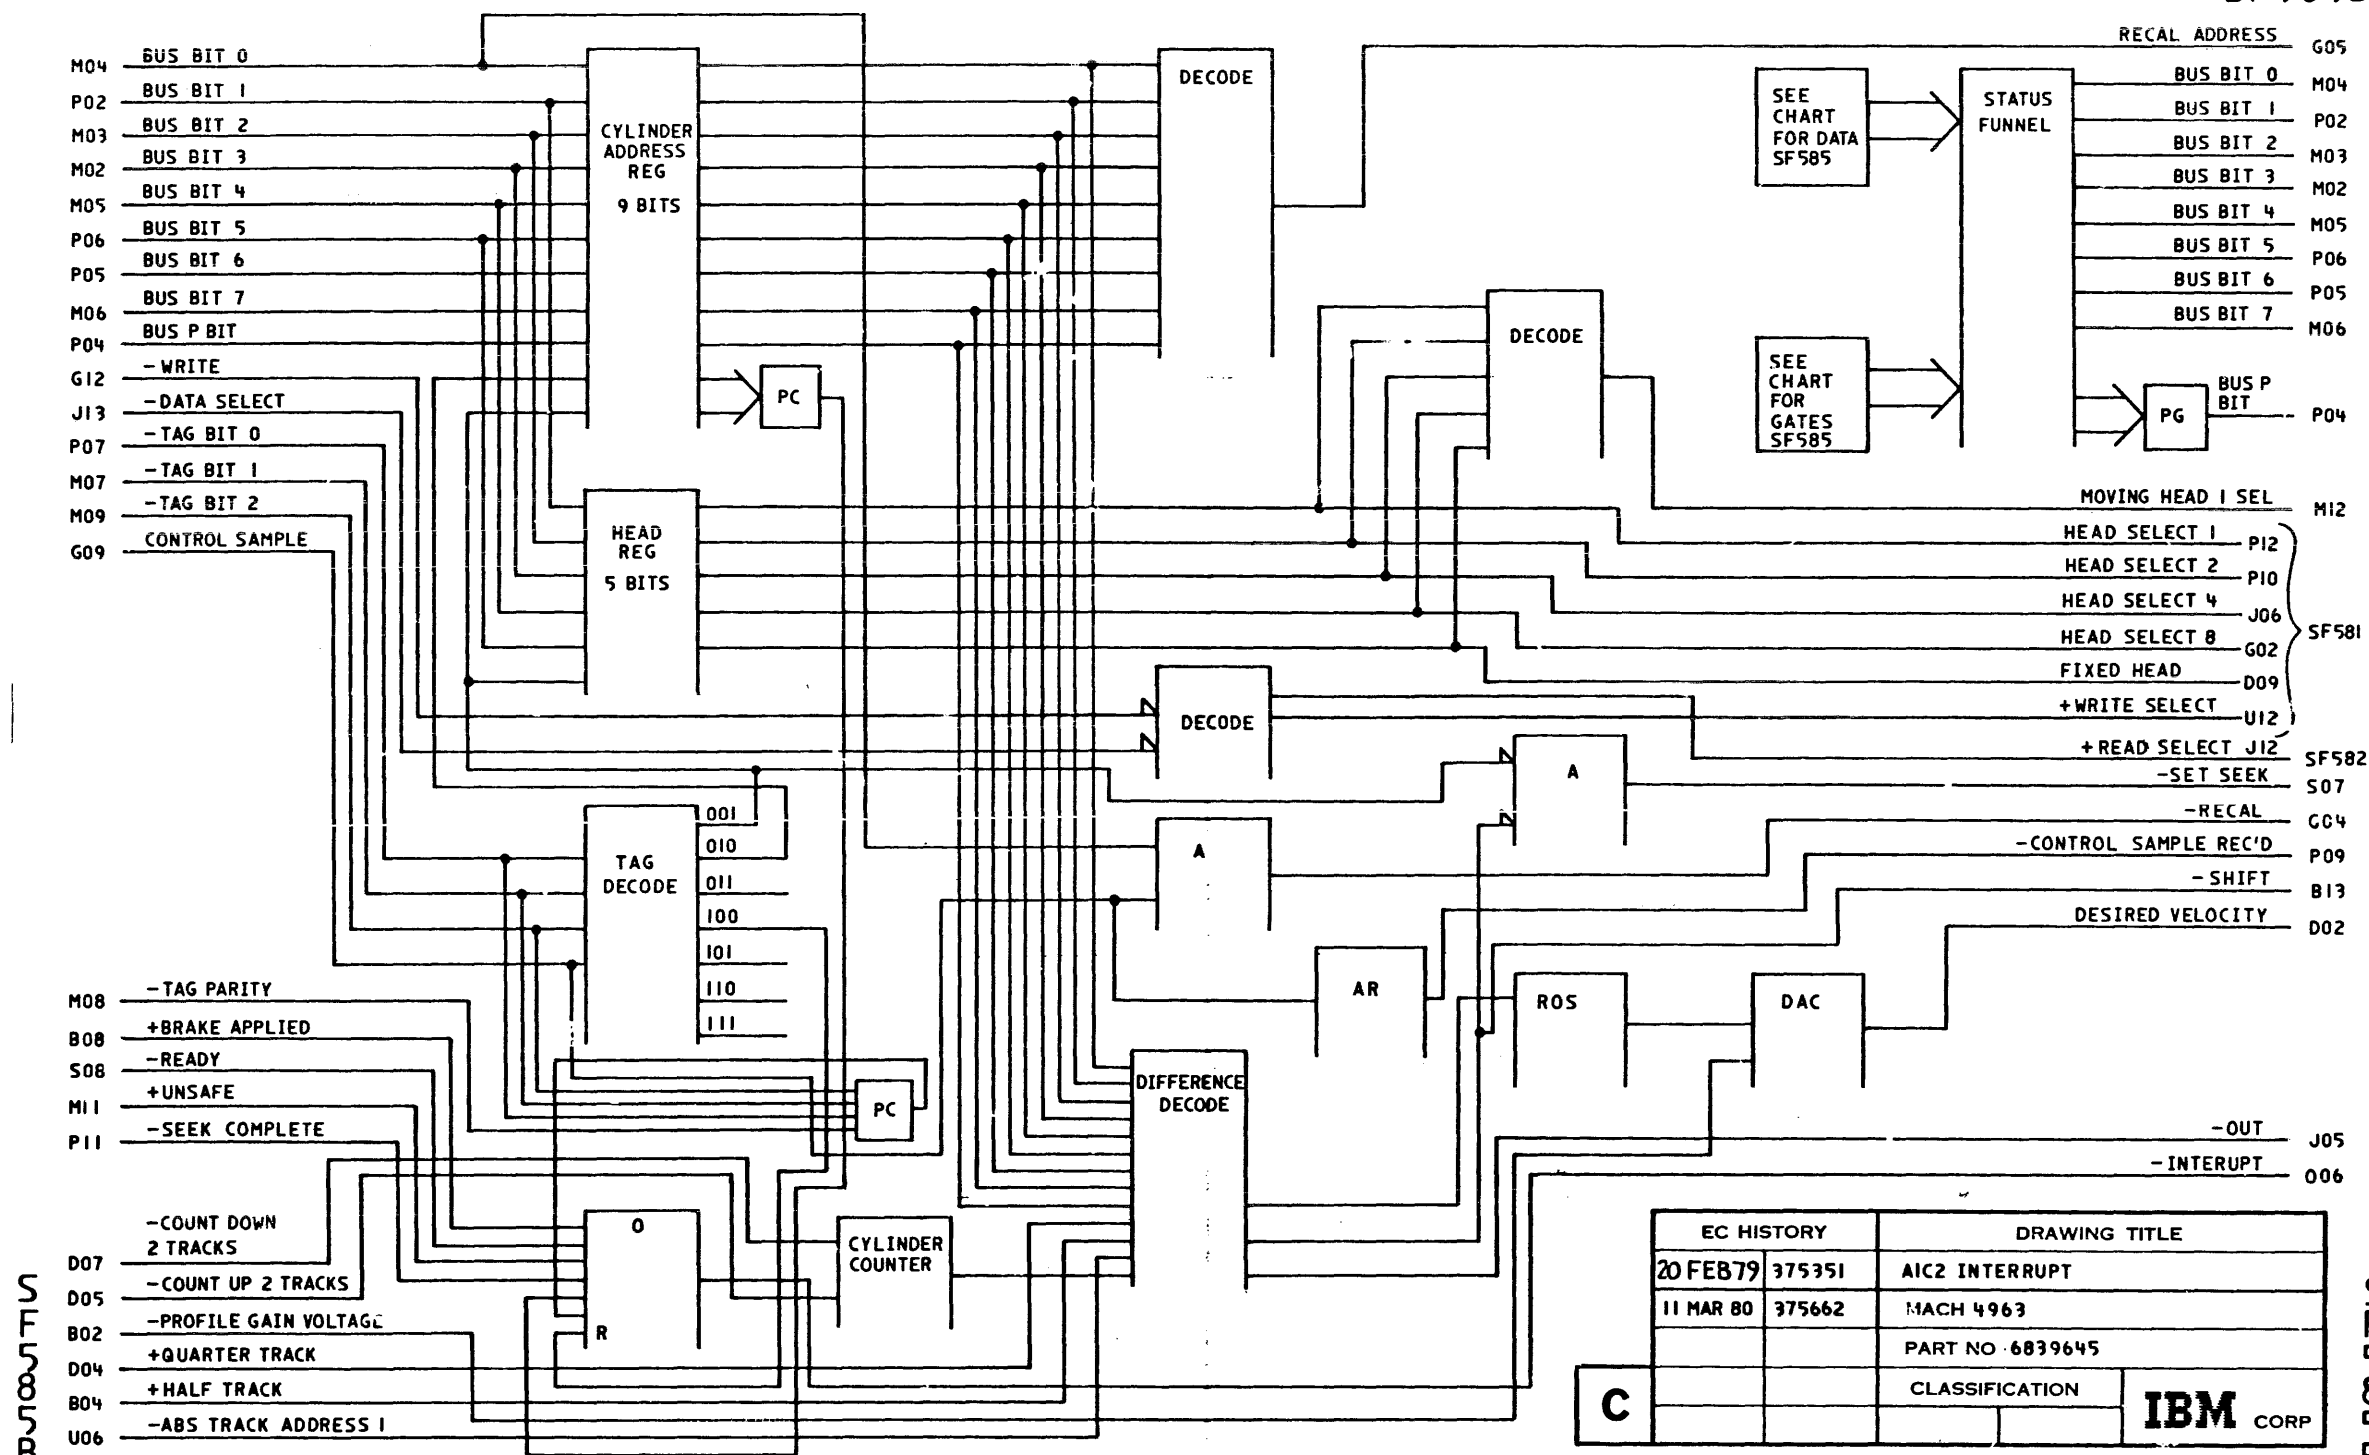 M04 BUS BIT 0
P02 BUS BIT 1
M03 BUS BIT 2
M02 BUS BIT 3
M05 BUS BIT 4
P06 BUS BIT 5
P05 BUS BIT 6
M06 BUS BIT 7
P04 BUS P BIT
G12 -WRITE
J13 -DATA SELECT
P07 -TAG BIT 0
M07 -TAG BIT 1
M09 -TAG BIT 2
G09 CONTROL SAMPLE
M08 -TAG PARITY
B08 +BRAKE APPLIED
S08 -READY
M11 +UNSAFE
P11 -SEEK COMPLETE
-COUNT DOWN
D07 2 TRACKS
D05 -COUNT UP 2 TRACKS
B02 -PROFILE GAIN VOLTAGE
D04 +QUARTER TRACK
B04 +HALF TRACK
U06 -ABS TRACK ADDRESS 1
CYLINDER
ADDRESS
REG
9 BITS
PC
HEAD
REG
5 BITS
TAG
DECODE
001
010
011
100
101
110
111
PC
O
R
CYLINDER
COUNTER
DECODE
DECODE
DECODE
A
A
AR
ROS
DAC
DIFFERENCE
DECODE
SEE
CHART
FOR DATA
SF585
SEE
CHART
FOR
GATES
SF585
STATUS
FUNNEL
PG
RECAL ADDRESS G05
BUS BIT 0 M04
BUS BIT 1 P02
BUS BIT 2 M03
BUS BIT 3 M02
BUS BIT 4 M05
BUS BIT 5 P06
BUS BIT 6 P05
BUS BIT 7 M06
BUS P
BIT P04
MOVING HEAD 1 SEL M12
HEAD SELECT 1 P12
HEAD SELECT 2 P10
HEAD SELECT 4 J06
HEAD SELECT 8 G02
FIXED HEAD D09
+WRITE SELECT U12
SF581
+READ SELECT J12 SF582
-SET SEEK S07
-RECAL G04
-CONTROL SAMPLE REC'D P09
-SHIFT B13
DESIRED VELOCITY D02
-OUT J05
-INTERUPT 006
EC HISTORY DRAWING TITLE
20 FEB79 375351 A1C2 INTERRUPT
11 MAR 80 375662 MACH 4963
PART NO 6839645
CLASSIFICATION
C
IBM CORP
SF585